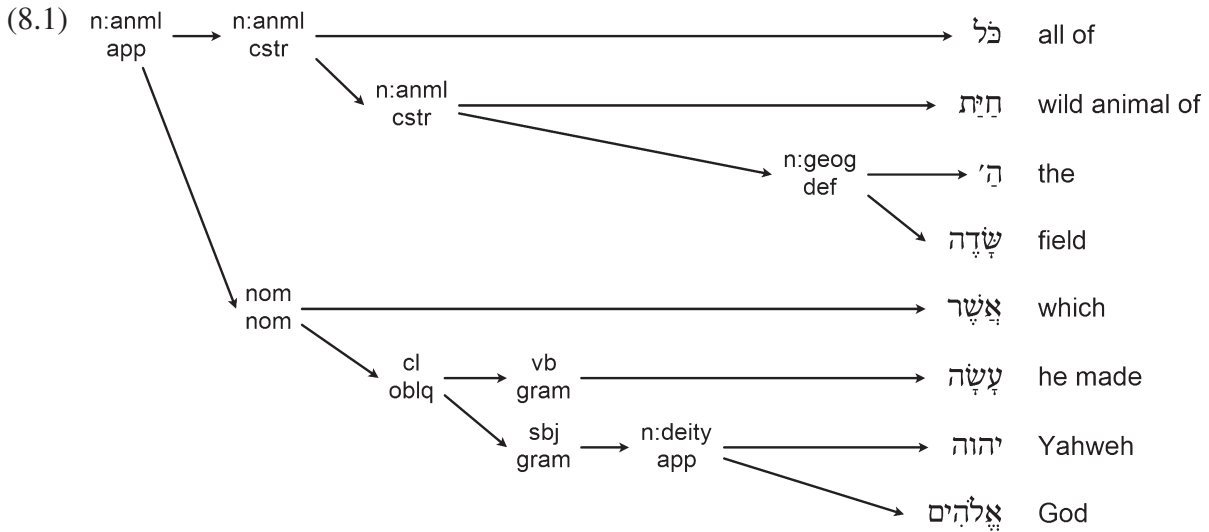 (8.1) n:anml n:anml
app cstr כֹּל all of
n:anml
cstr חַיַּת wild animal of
n:geog
def הַ׳ the
שָּׂדֶה field
nom
nom אֲשֶׁר which
cl vb
oblq gram עָשָׂה he made
sbj n:deity
gram app יהוה Yahweh
אֱלֹהִים God